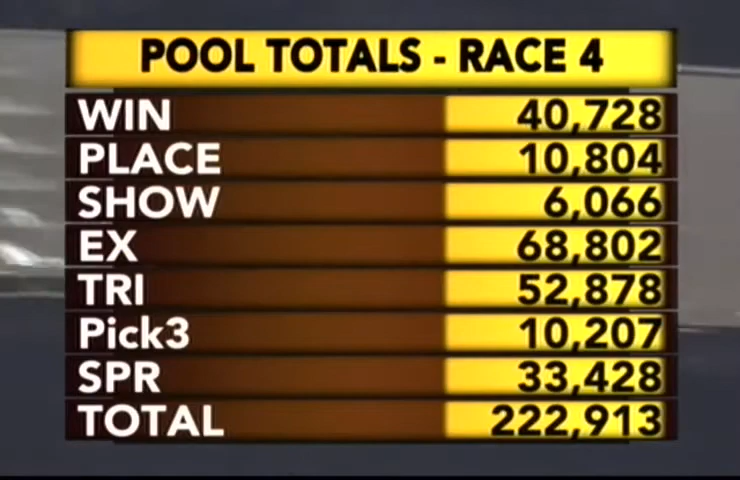 POOL TOTALS - RACE 4
WIN 40,728
PLACE 10,804
SHOW 6,066
EX 68,802
TRI 52,878
Pick3 10,207
SPR 33,428
TOTAL 222,913